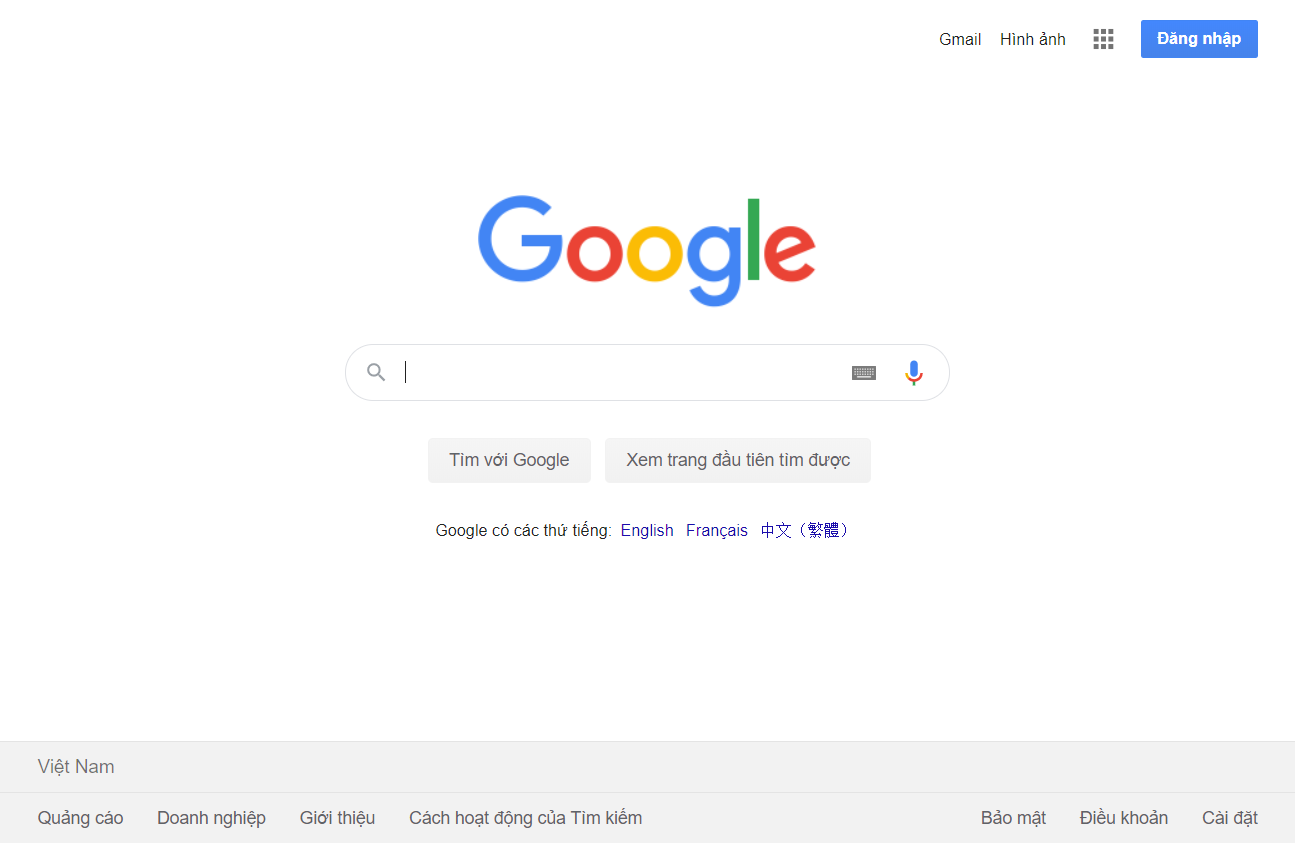 Gmail Hình ảnh Đăng nhập
Google
Tìm với Google Xem trang đầu tiên tìm được
Google có các thứ tiếng: English Français 中文（繁體）
Việt Nam
Quảng cáo Doanh nghiệp Giới thiệu Cách hoạt động của Tìm kiếm Bảo mật Điều khoản Cài đặt